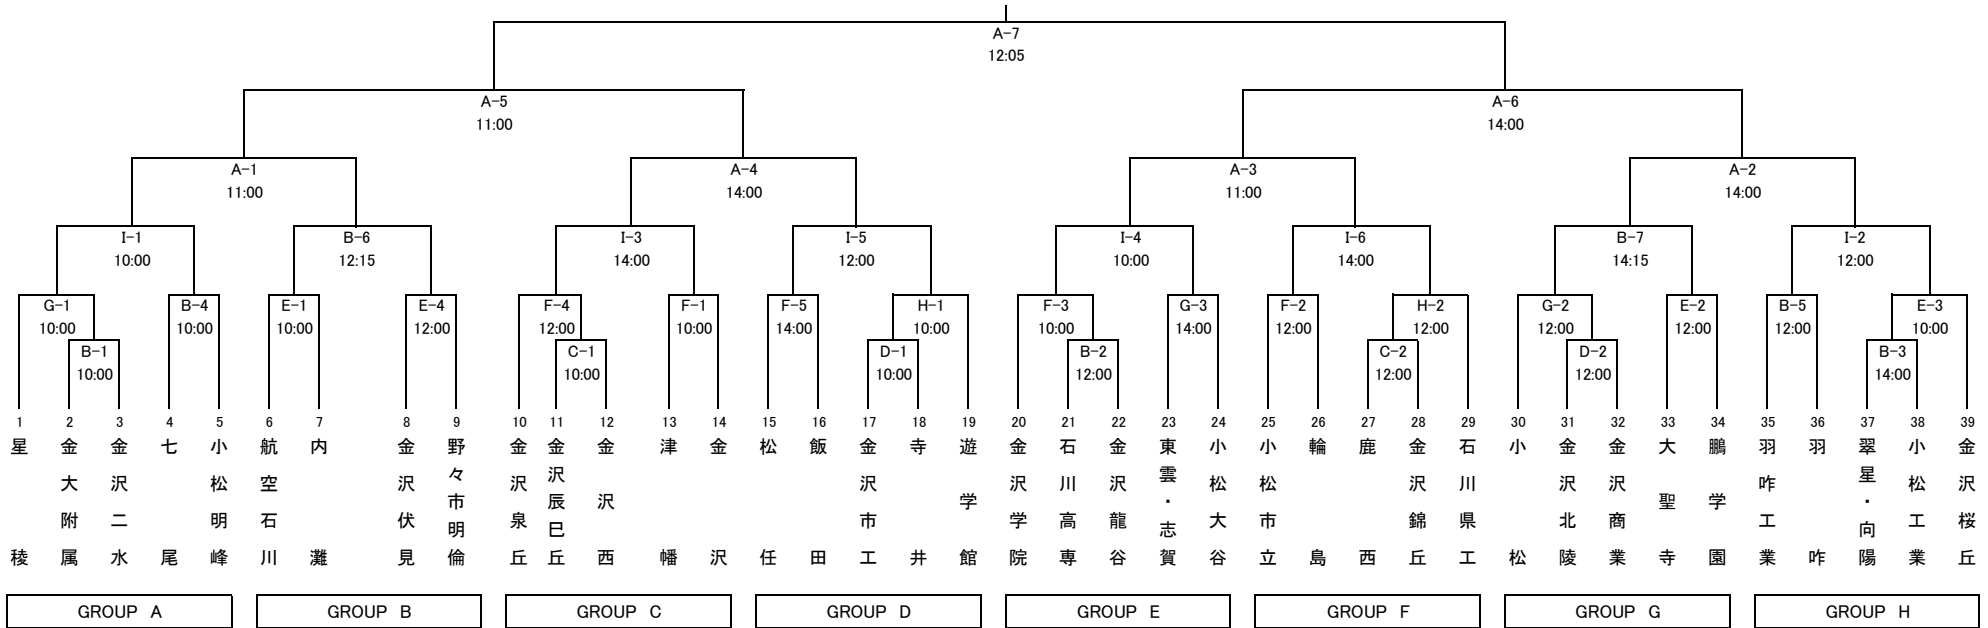 A-7
12:05
A-5
11:00
A-6
14:00
A-1
11:00
A-4
14:00
A-3
11:00
A-2
14:00
I-1
10:00
B-6
12:15
I-3
14:00
I-5
12:00
I-4
10:00
I-6
14:00
B-7
14:15
I-2
12:00
G-1
10:00
B-4
10:00
E-1
10:00
E-4
12:00
F-4
12:00
F-1
10:00
F-5
14:00
H-1
10:00
F-3
10:00
G-3
14:00
F-2
12:00
H-2
12:00
G-2
12:00
E-2
12:00
B-5
12:00
E-3
10:00
B-1
10:00
C-1
10:00
D-1
10:00
B-2
12:00
C-2
12:00
D-2
12:00
B-3
14:00
1 星稜
2 金大附属
3 金沢二水
4 七尾
5 小松明峰
6 航空石川
7 内灘
8 金沢伏見
9 野々市明倫
10 金沢泉丘
11 金沢辰巳丘
12 金沢西
13 津幡
14 金沢
15 松任
16 飯田
17 金沢市工
18 寺井
19 遊学館
20 金沢学院
21 石川高専
22 金沢龍谷
23 東雲・志賀
24 小松大谷
25 小松市立
26 輪島
27 鹿西
28 金沢錦丘
29 石川県工
30 小松
31 金沢北陵
32 金沢商業
33 大聖寺
34 鵬学園
35 羽咋工業
36 羽咋
37 翠星・向陽
38 小松工業
39 金沢桜丘
GROUP A
GROUP B
GROUP C
GROUP D
GROUP E
GROUP F
GROUP G
GROUP H